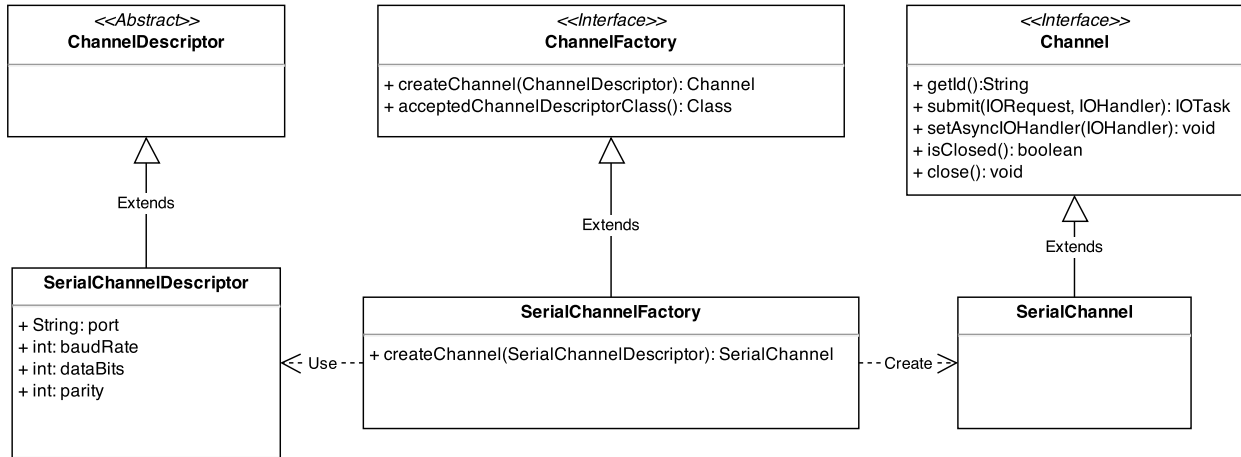 <<Abstract>>
ChannelDescriptor
<<Interface>>
ChannelFactory
+ createChannel(ChannelDescriptor): Channel
+ acceptedChannelDescriptorClass(): Class
<<Interface>>
Channel
+ getId():String
+ submit(IORequest, IOHandler): IOTask
+ setAsyncIOHandler(IOHandler): void
+ isClosed(): boolean
+ close(): void
Extends
Extends
Extends
SerialChannelDescriptor
+ String: port
+ int: baudRate
+ int: dataBits
+ int: parity
Use
SerialChannelFactory
+ createChannel(SerialChannelDescriptor): SerialChannel
Create
SerialChannel